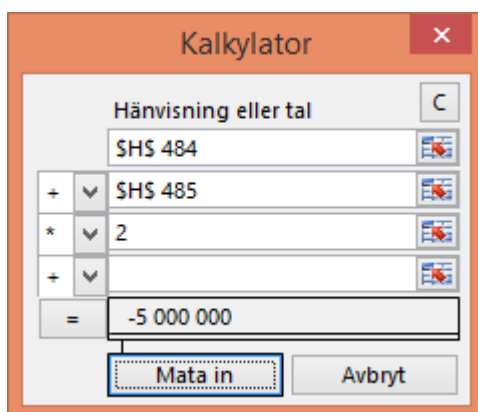 Kalkylator ×
Hänvisning eller tal C
$H$ 484
+ $H$ 485
* 2
+
= -5 000 000
Mata in Avbryt